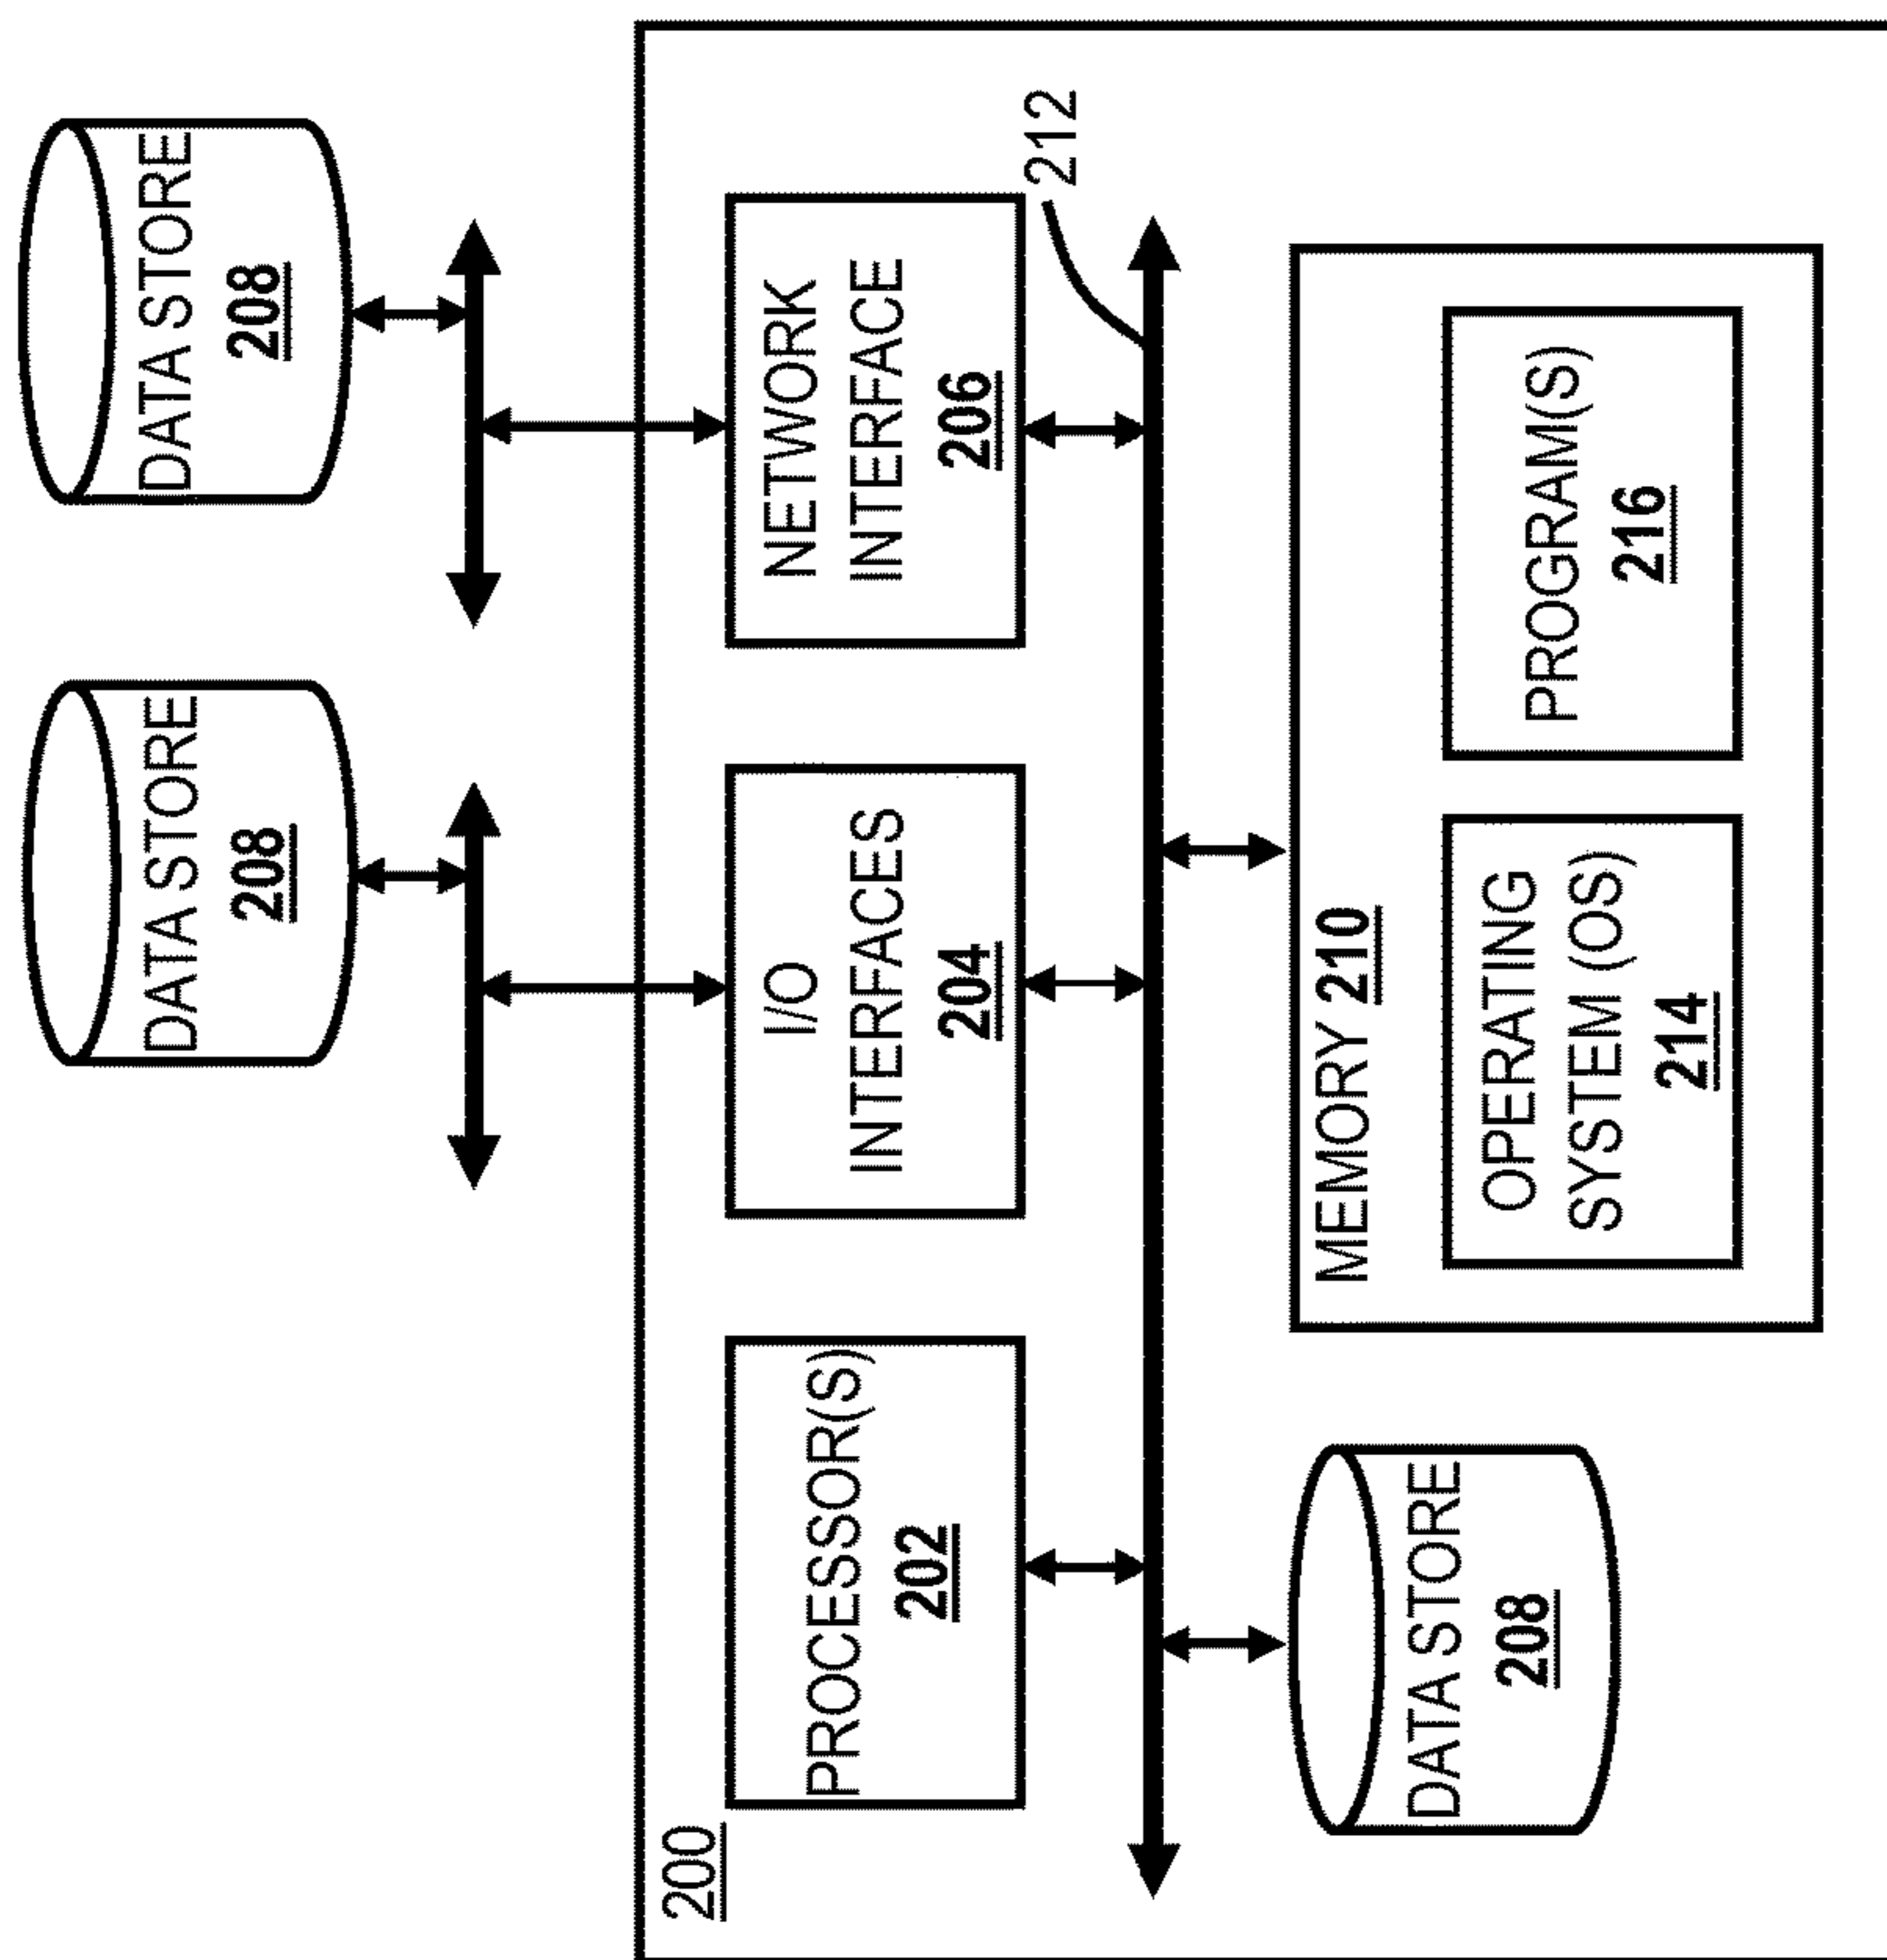 DATA STORE
208
DATA STORE
208
200
PROCESSOR(S)
202
I/O
INTERFACES
204
NETWORK
INTERFACE
206
212
DATA STORE
208
MEMORY 210
OPERATING
SYSTEM (OS)
214
PROGRAM(S)
216